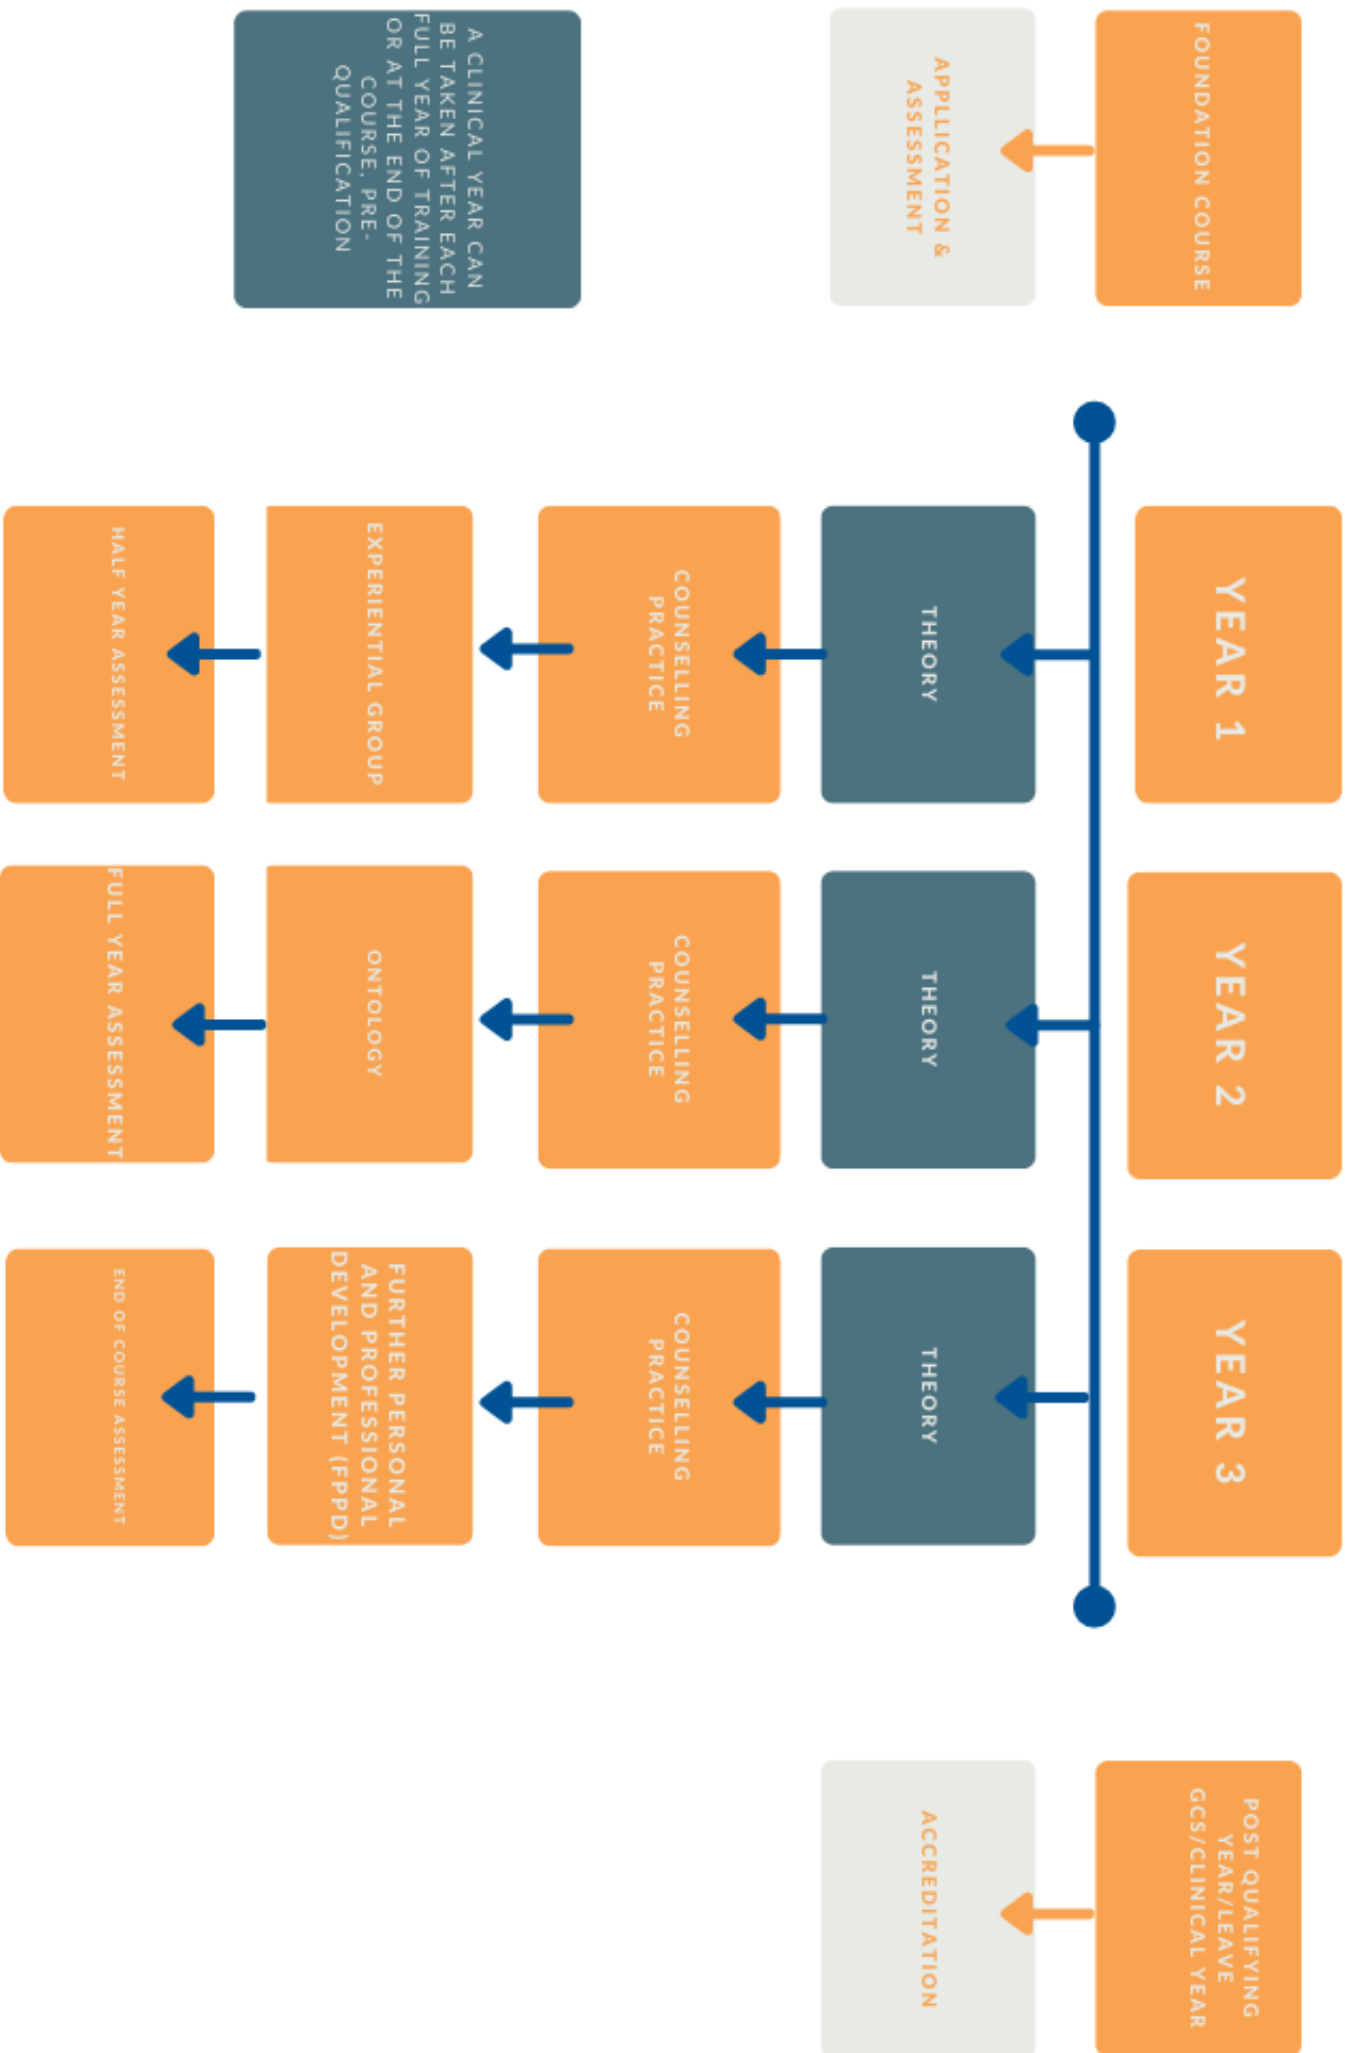 FOUNDATION COURSE
APPLLICATION &
ASSESSMENT
A CLINICAL YEAR CAN
BE TAKEN AFTER EACH
FULL YEAR OF TRAINING
OR AT THE END OF THE
COURSE, PRE-
QUALIFICATION
YEAR 1
THEORY
COUNSELLING
PRACTICE
EXPERIENTIAL GROUP
HALF YEAR ASSESSMENT
YEAR 2
THEORY
COUNSELLING
PRACTICE
ONTOLOGY
FULL YEAR ASSESSMENT
YEAR 3
THEORY
COUNSELLING
PRACTICE
FURTHER PERSONAL
AND PROFESSIONAL
DEVELOPMENT (FPPD)
END OF COURSE ASSESSMENT
POST QUALIFYING
YEAR/LEAVE
GCS/CLINICAL YEAR
ACCREDITATION